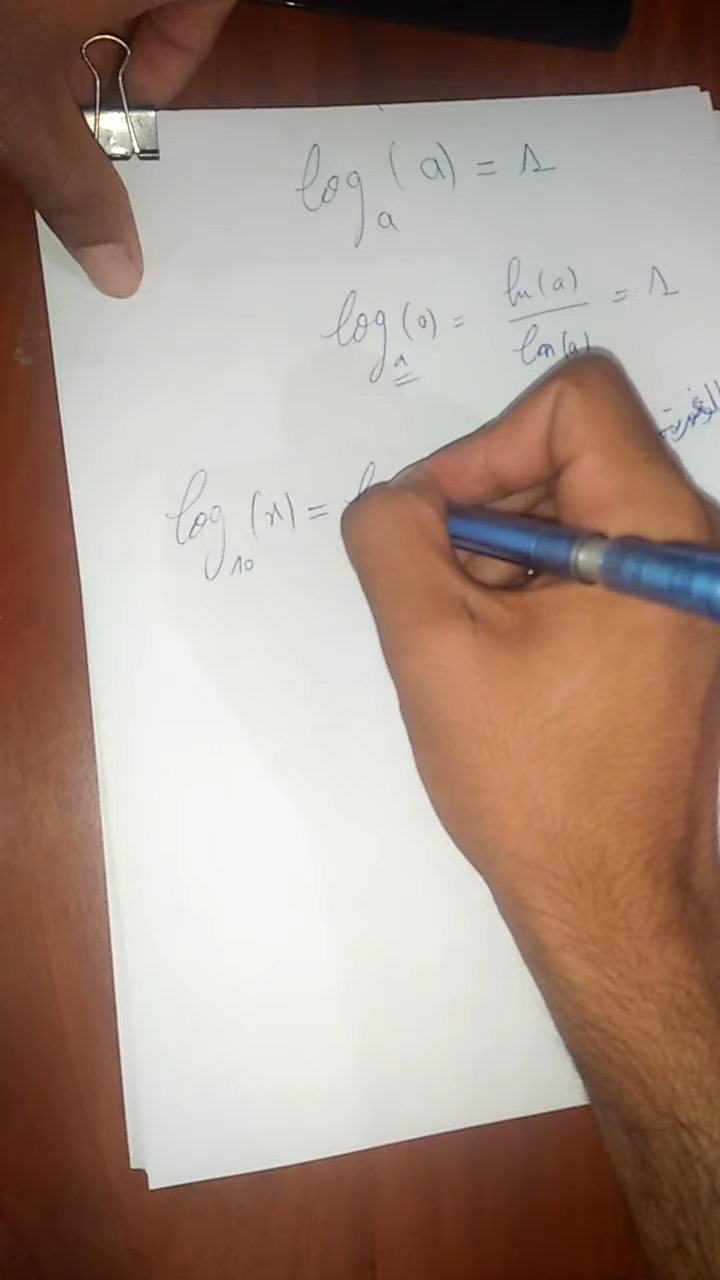 log_a (a) = 1
log_a (a) = ln(a) / ln(a) = 1
log_10 (x) =